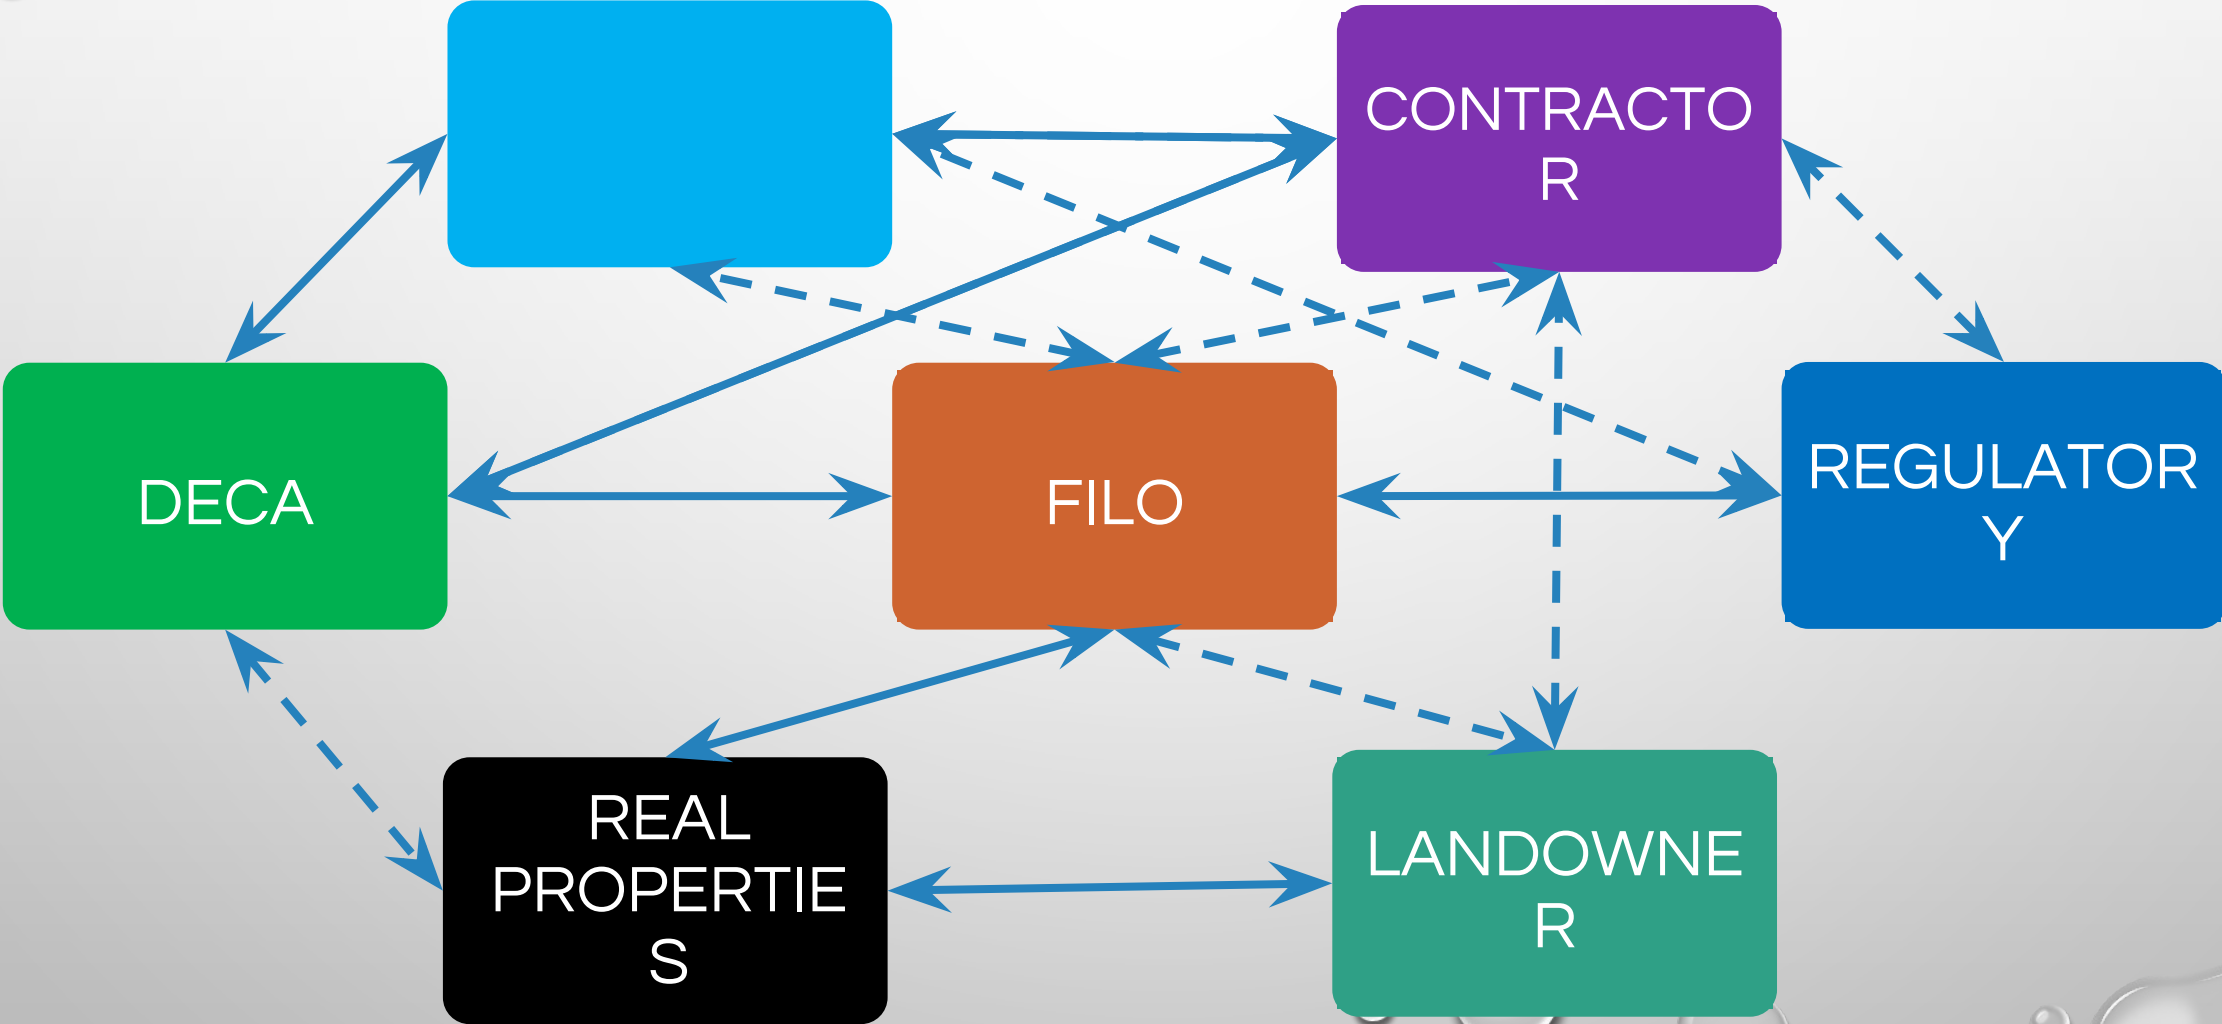 CONTRACTO
R
DECA
FILO
REGULATOR
Y
REAL
PROPERTIE
S
LANDOWNE
R